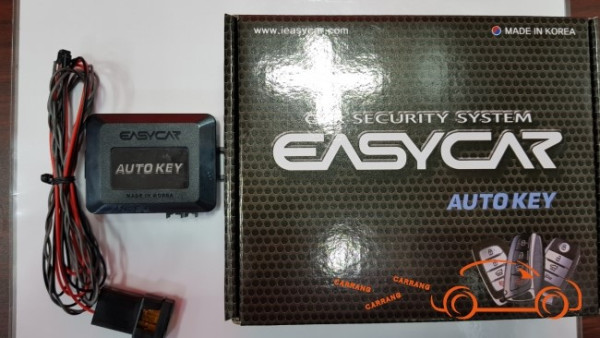 www.ieasycar.com
MADE IN KOREA
CAR SECURITY SYSTEM
EASYCAR
AUTO KEY
EASYCAR
AUTO KEY
MADE IN KOREA
CARRANG
CARRANG
CARRANG